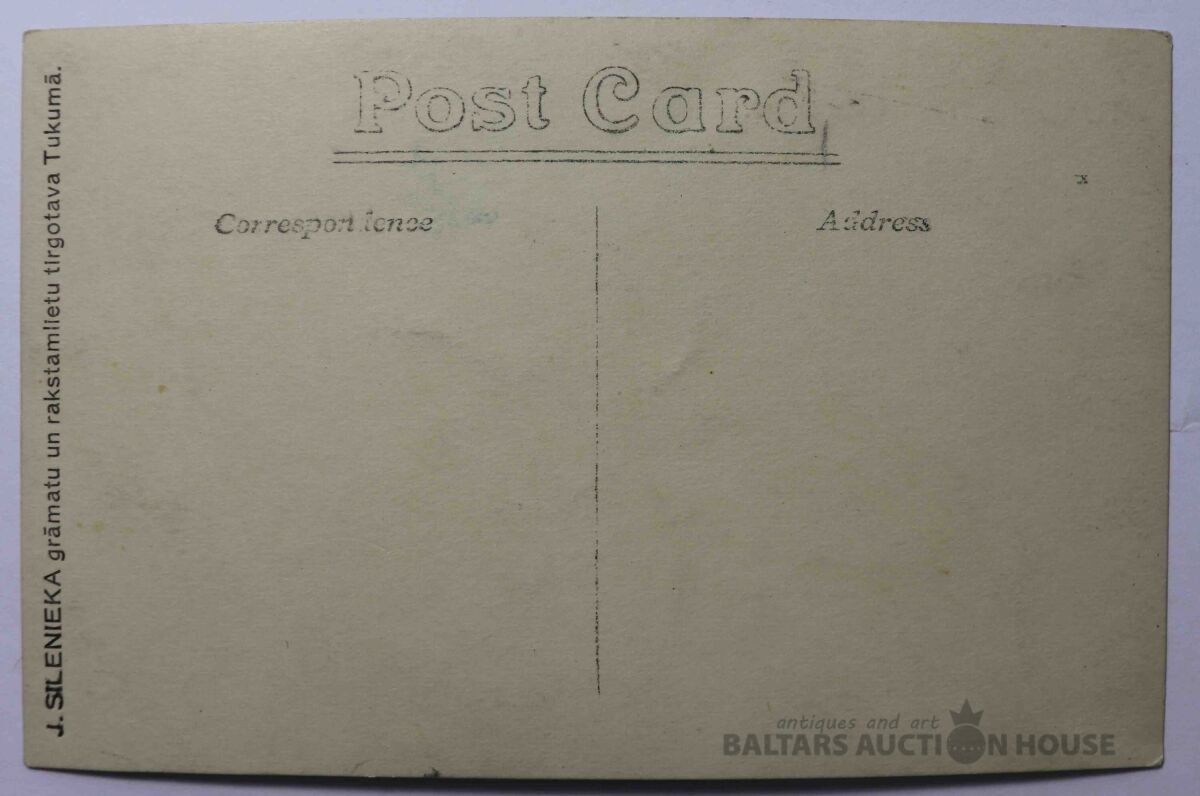 Post Card
Correspondence
Address
J. SILENIEKA grāmatu un rakstamlietu tirgotava Tukumā.
antiques and art
BALTARS AUCTION HOUSE